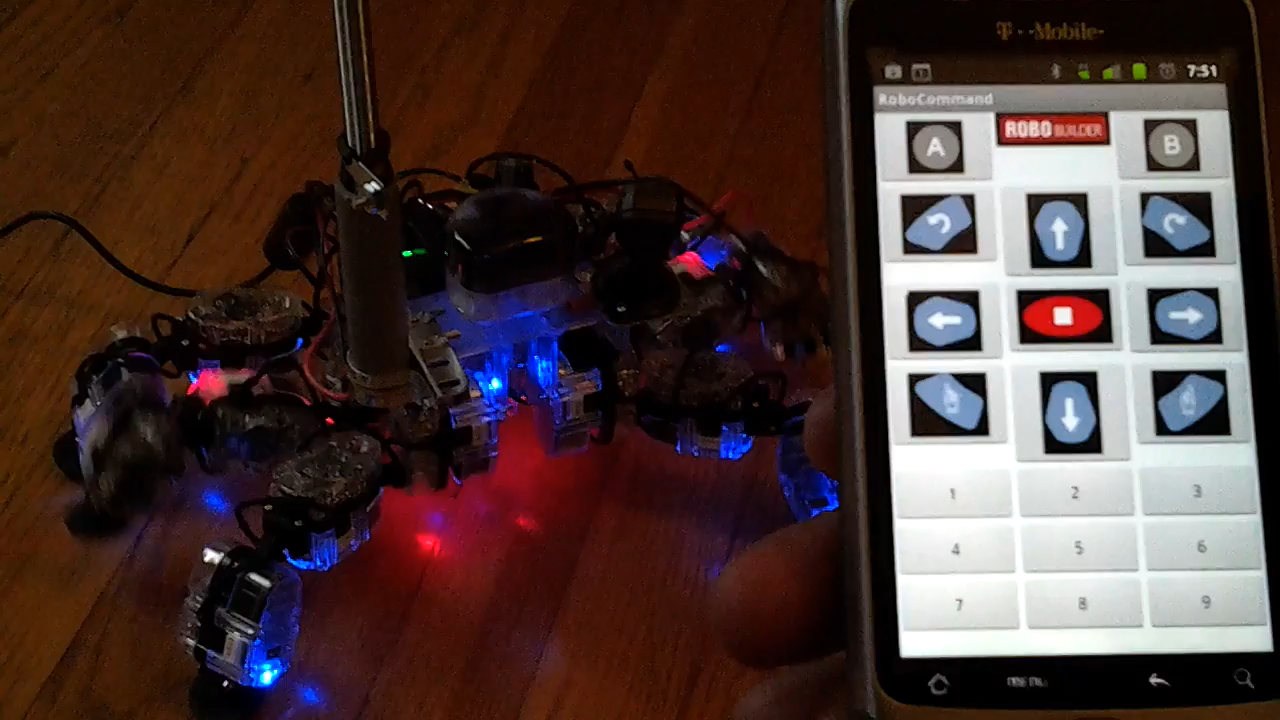 T-Mobile
7:51
RoboCommand
A
ROBO BUILDER
B
1 2 3
4 5 6
7 8 9